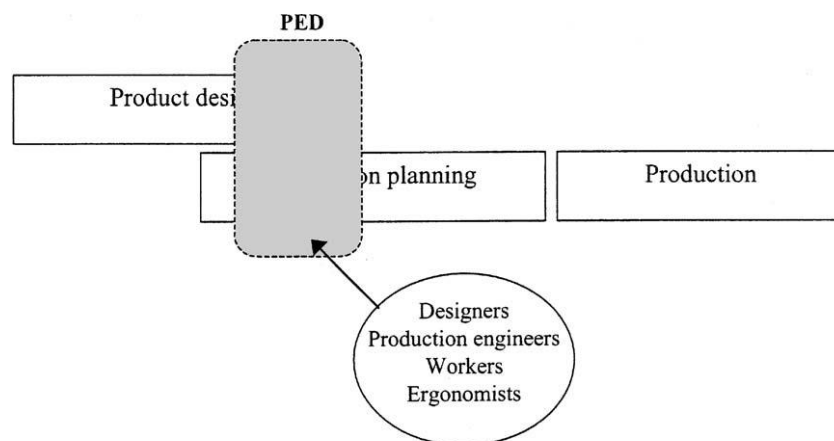 PED
Product desi
on planning
Production
Designers
Production engineers
Workers
Ergonomists